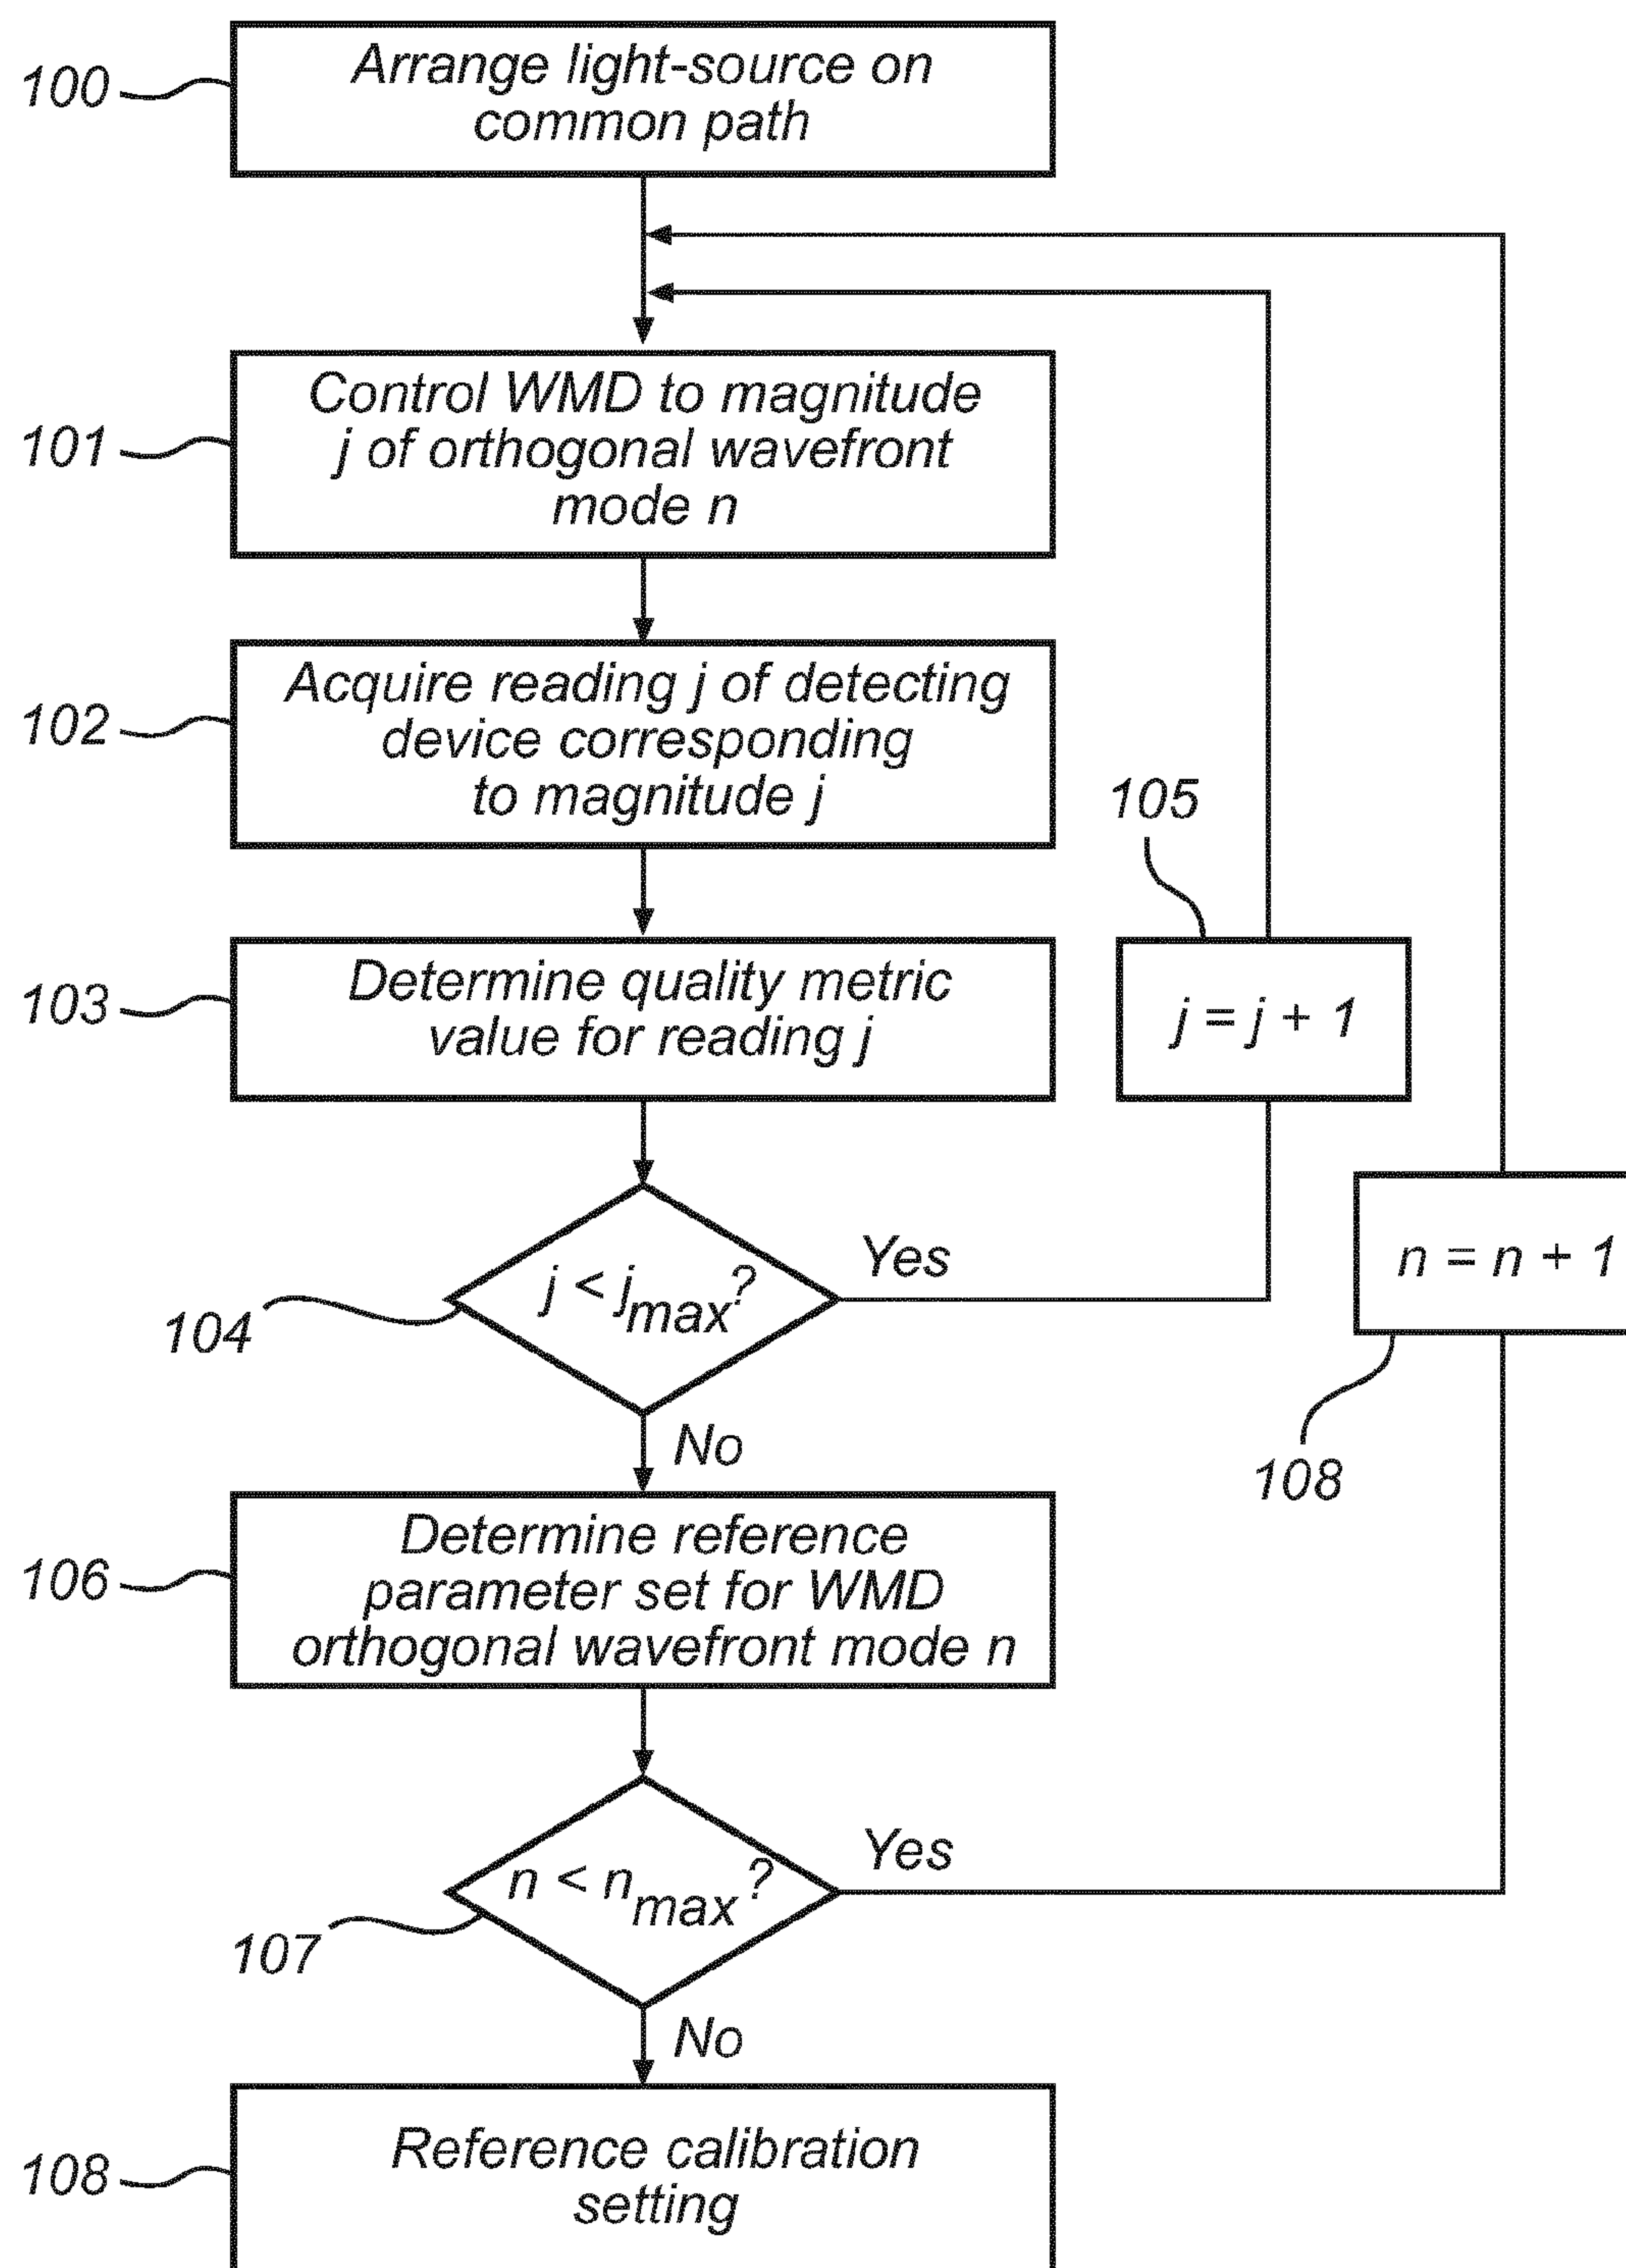 100
Arrange light-source on
common path
101
Control WMD to magnitude
j of orthogonal wavefront
mode n
102
Acquire reading j of detecting
device corresponding
to magnitude j
105
103
Determine quality metric
value for reading j
j = j + 1
104
j < jmax?
Yes
n = n + 1
No
108
106
Determine reference
parameter set for WMD
orthogonal wavefront mode n
107
n < nmax?
Yes
No
108
Reference calibration
setting